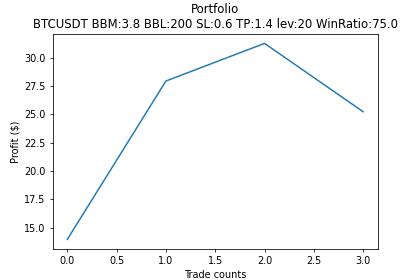 Portfolio
BTCUSDT BBM:3.8 BBL:200 SL:0.6 TP:1.4 lev:20 WinRatio:75.0
30.0
27.5
25.0
22.5
20.0
17.5
15.0
Profit ($)
0.0 0.5 1.0 1.5 2.0 2.5 3.0
Trade counts